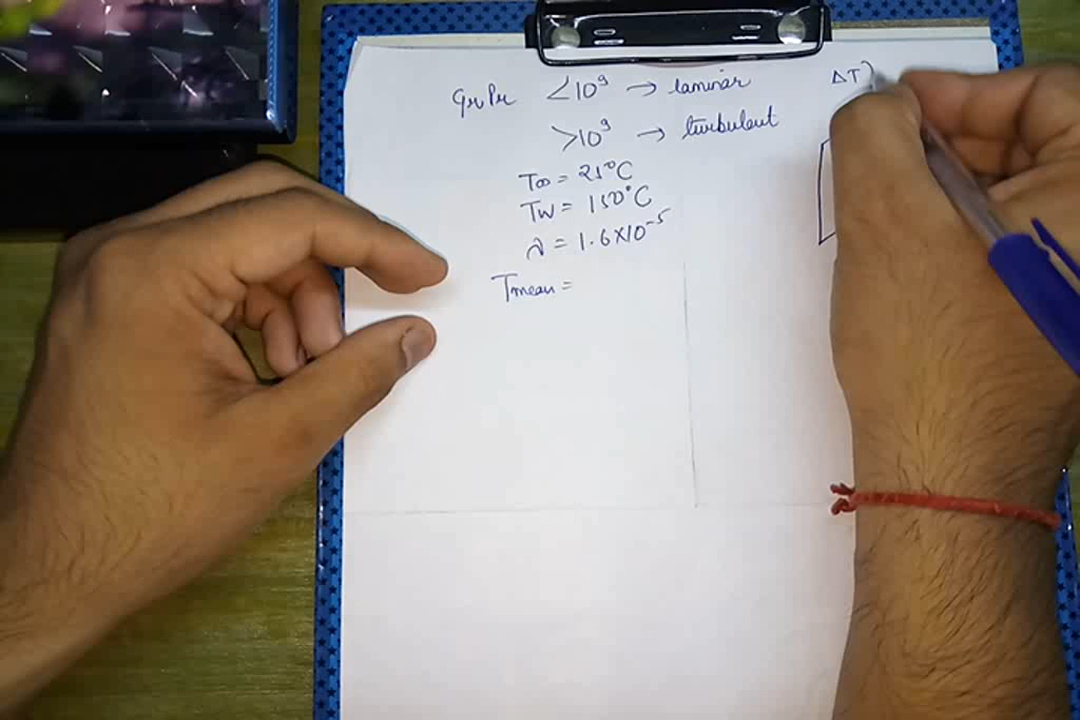 GrPr <10⁹ → laminar
>10⁹ → turbulent
ΔT)
T∞ = 21°C
Tw = 150°C
λ = 1.6×10⁻⁵
Tmean =